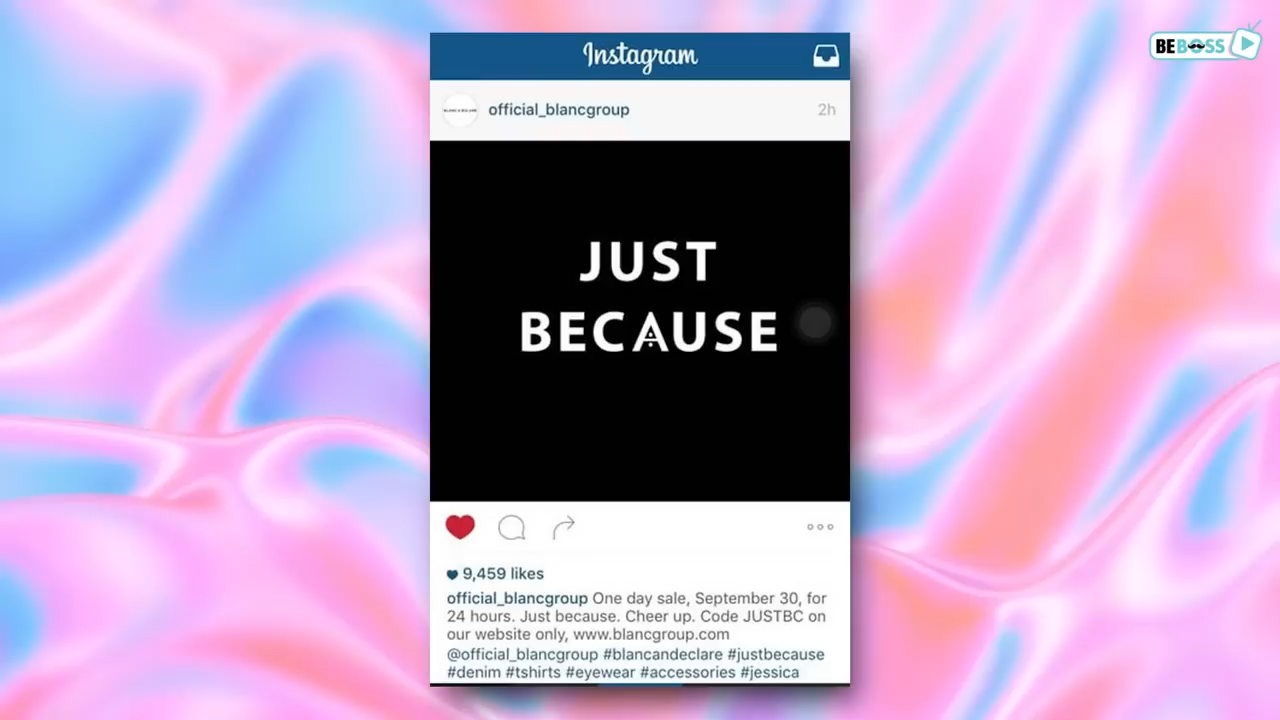 BEBOSS
Instagram
official_blancgroup
2h
JUST
BECAUSE
9,459 likes
official_blancgroup One day sale, September 30, for
24 hours. Just because. Cheer up. Code JUSTBC on
our website only, www.blancgroup.com
@official_blancgroup #blancandeclare #justbecause
#denim #tshirts #eyewear #accessories #jessica